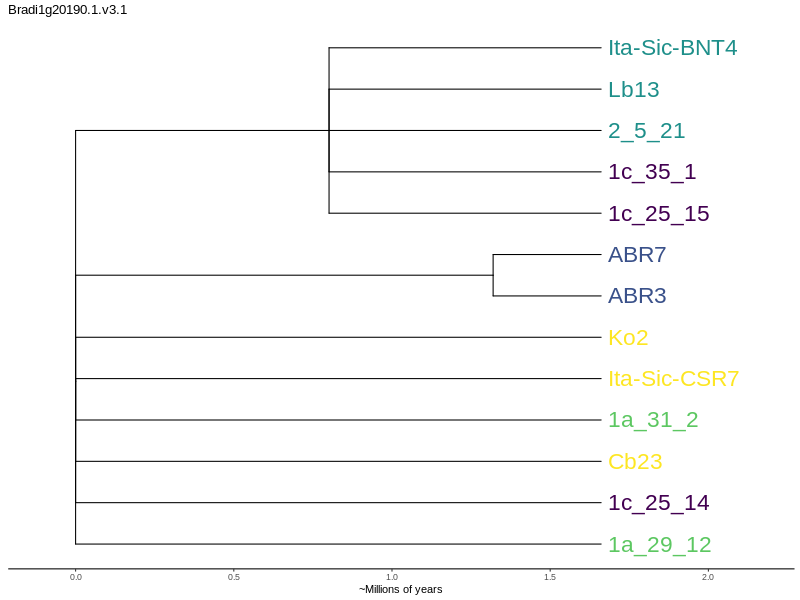 Bradi1g20190.1.v3.1
Ita-Sic-BNT4
Lb13
2_5_21
1c_35_1
1c_25_15
ABR7
ABR3
Ko2
Ita-Sic-CSR7
1a_31_2
Cb23
1c_25_14
1a_29_12
0.0 0.5 1.0 1.5 2.0
~Millions of years